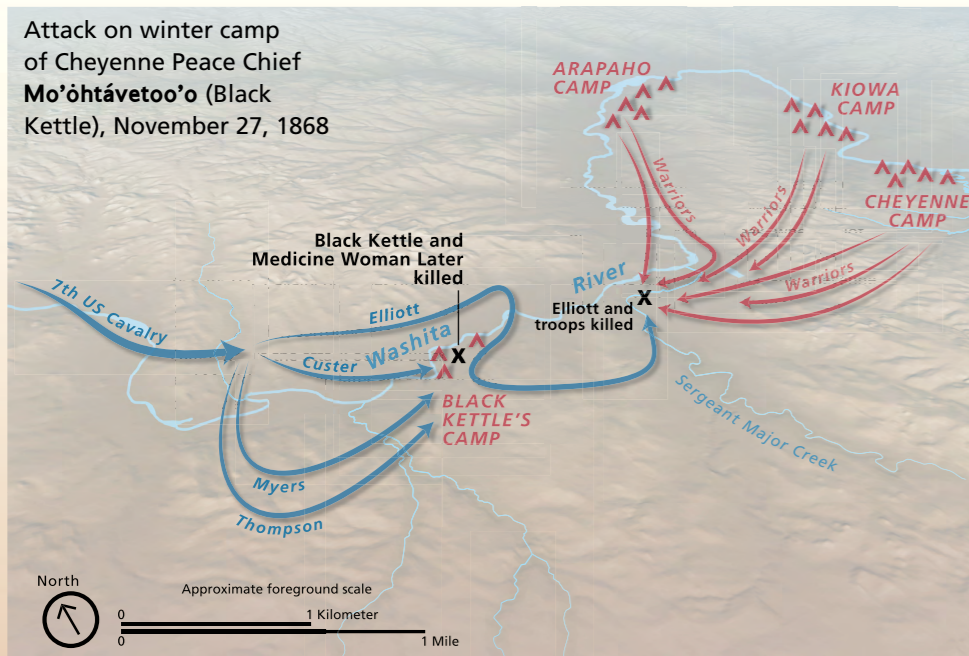 Attack on winter camp
of Cheyenne Peace Chief
Mo’ȯhtávetoo’o (Black
Kettle), November 27, 1868
ARAPAHO
CAMP
KIOWA
CAMP
CHEYENNE
CAMP
Warriors
Warriors
Warriors
Black Kettle and
Medicine Woman Later
killed
7th US Cavalry
Elliott
Custer
Washita
River
X
X
Elliott and
troops killed
BLACK
KETTLE’S
CAMP
Myers
Thompson
Sergeant Major Creek
North
Approximate foreground scale
0
1 Kilometer
0
1 Mile